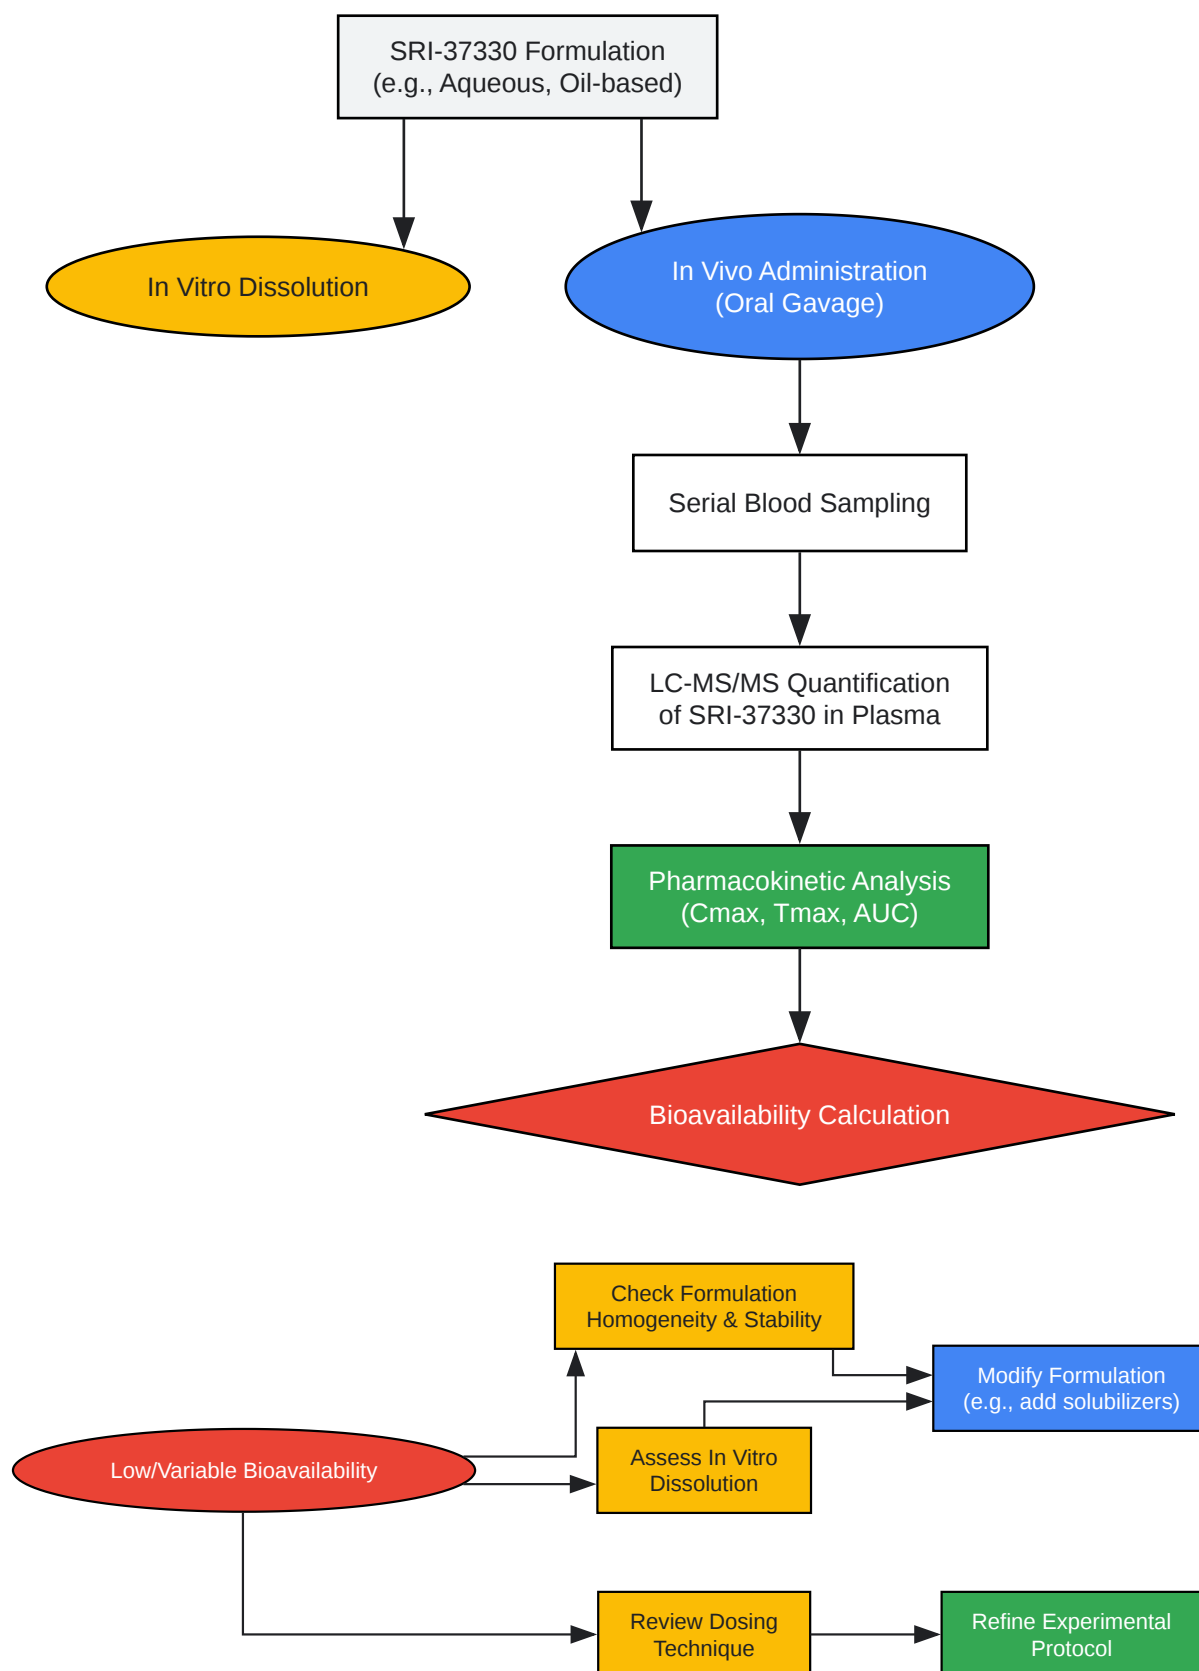 SRI-37330 Formulation
(e.g., Aqueous, Oil-based)
In Vitro Dissolution
In Vivo Administration
(Oral Gavage)
Serial Blood Sampling
LC-MS/MS Quantification
of SRI-37330 in Plasma
Pharmacokinetic Analysis
(Cmax, Tmax, AUC)
Bioavailability Calculation
Check Formulation
Homogeneity & Stability
Modify Formulation
(e.g., add solubilizers)
Low/Variable Bioavailability
Assess In Vitro
Dissolution
Review Dosing
Technique
Refine Experimental
Protocol